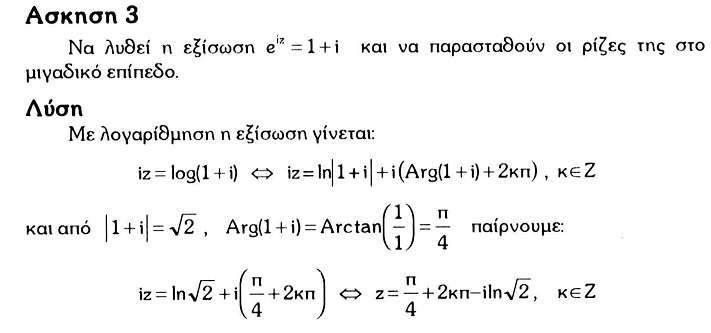 Ασκηση 3
Να λυθεί η εξίσωση e^{iz} = 1+i και να παρασταθούν οι ρίζες της στο
μιγαδικό επίπεδο.
Λύση
Με λογαρίθμηση η εξίσωση γίνεται:
iz = log(1+i) ⇔ iz = ln|1+i| + i(Arg(1+i)+2κπ) , κ∈Z
και από |1+i| = √2 , Arg(1+i) = Arctan(1/1) = π/4 παίρνουμε:
iz = ln√2 + i(π/4 + 2κπ) ⇔ z = π/4 + 2κπ − iln√2, κ∈Z